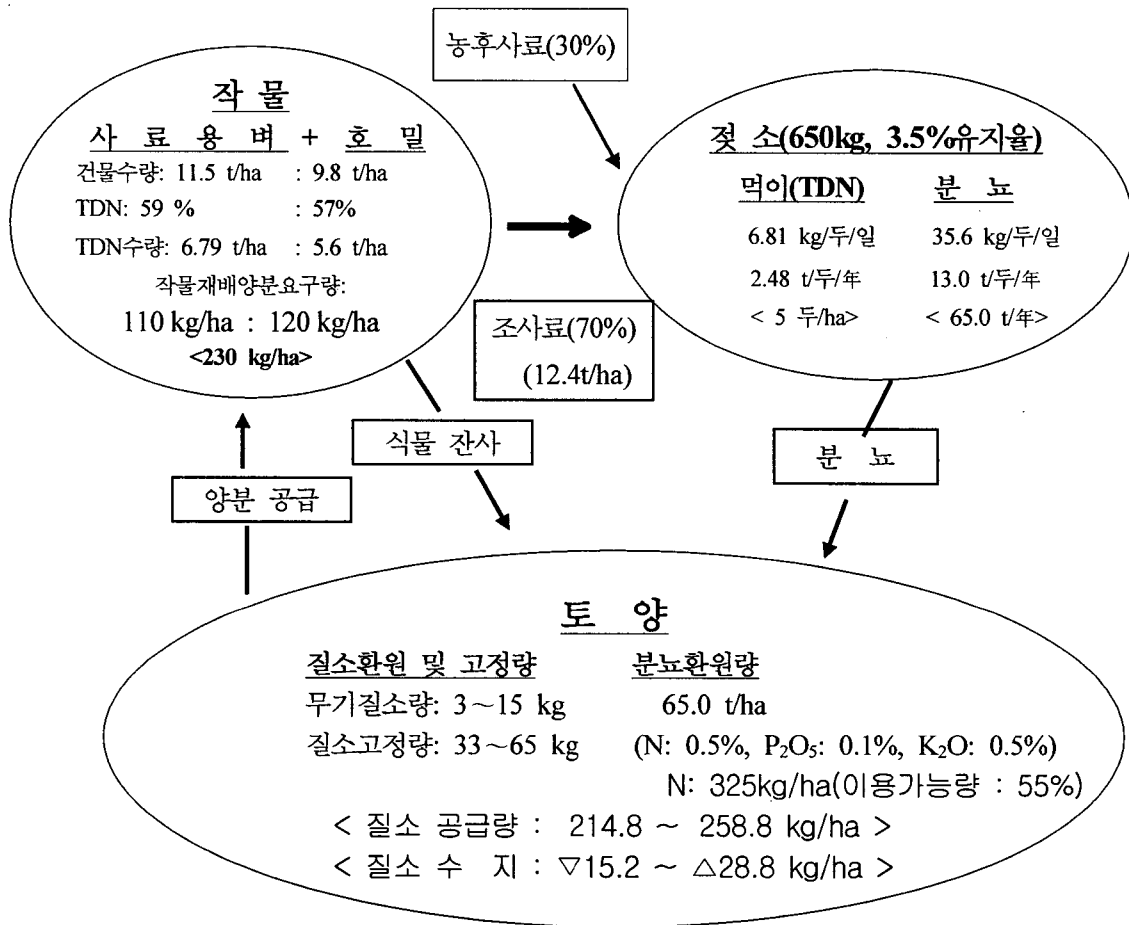 농후사료(30%)
작 물
사 료 용 벼 + 호 밀
건물수량: 11.5 t/ha : 9.8 t/ha
TDN: 59 % : 57%
TDN수량: 6.79 t/ha : 5.6 t/ha
작물재배양분요구량:
110 kg/ha : 120 kg/ha
<230 kg/ha>
젖 소(650kg, 3.5%유지율)
먹이(TDN) 분 뇨
6.81 kg/두/일 35.6 kg/두/일
2.48 t/두/年 13.0 t/두/年
< 5 두/ha> < 65.0 t/年>
조사료(70%)
(12.4t/ha)
식물 잔사
분 뇨
양분 공급
토 양
질소환원 및 고정량 분뇨환원량
무기질소량: 3~15 kg 65.0 t/ha
질소고정량: 33~65 kg (N: 0.5%, P₂O₅: 0.1%, K₂O: 0.5%)
N: 325kg/ha(이용가능량 : 55%)
< 질소 공급량 : 214.8 ~ 258.8 kg/ha >
< 질소 수 지 : ▽15.2 ~ △28.8 kg/ha >